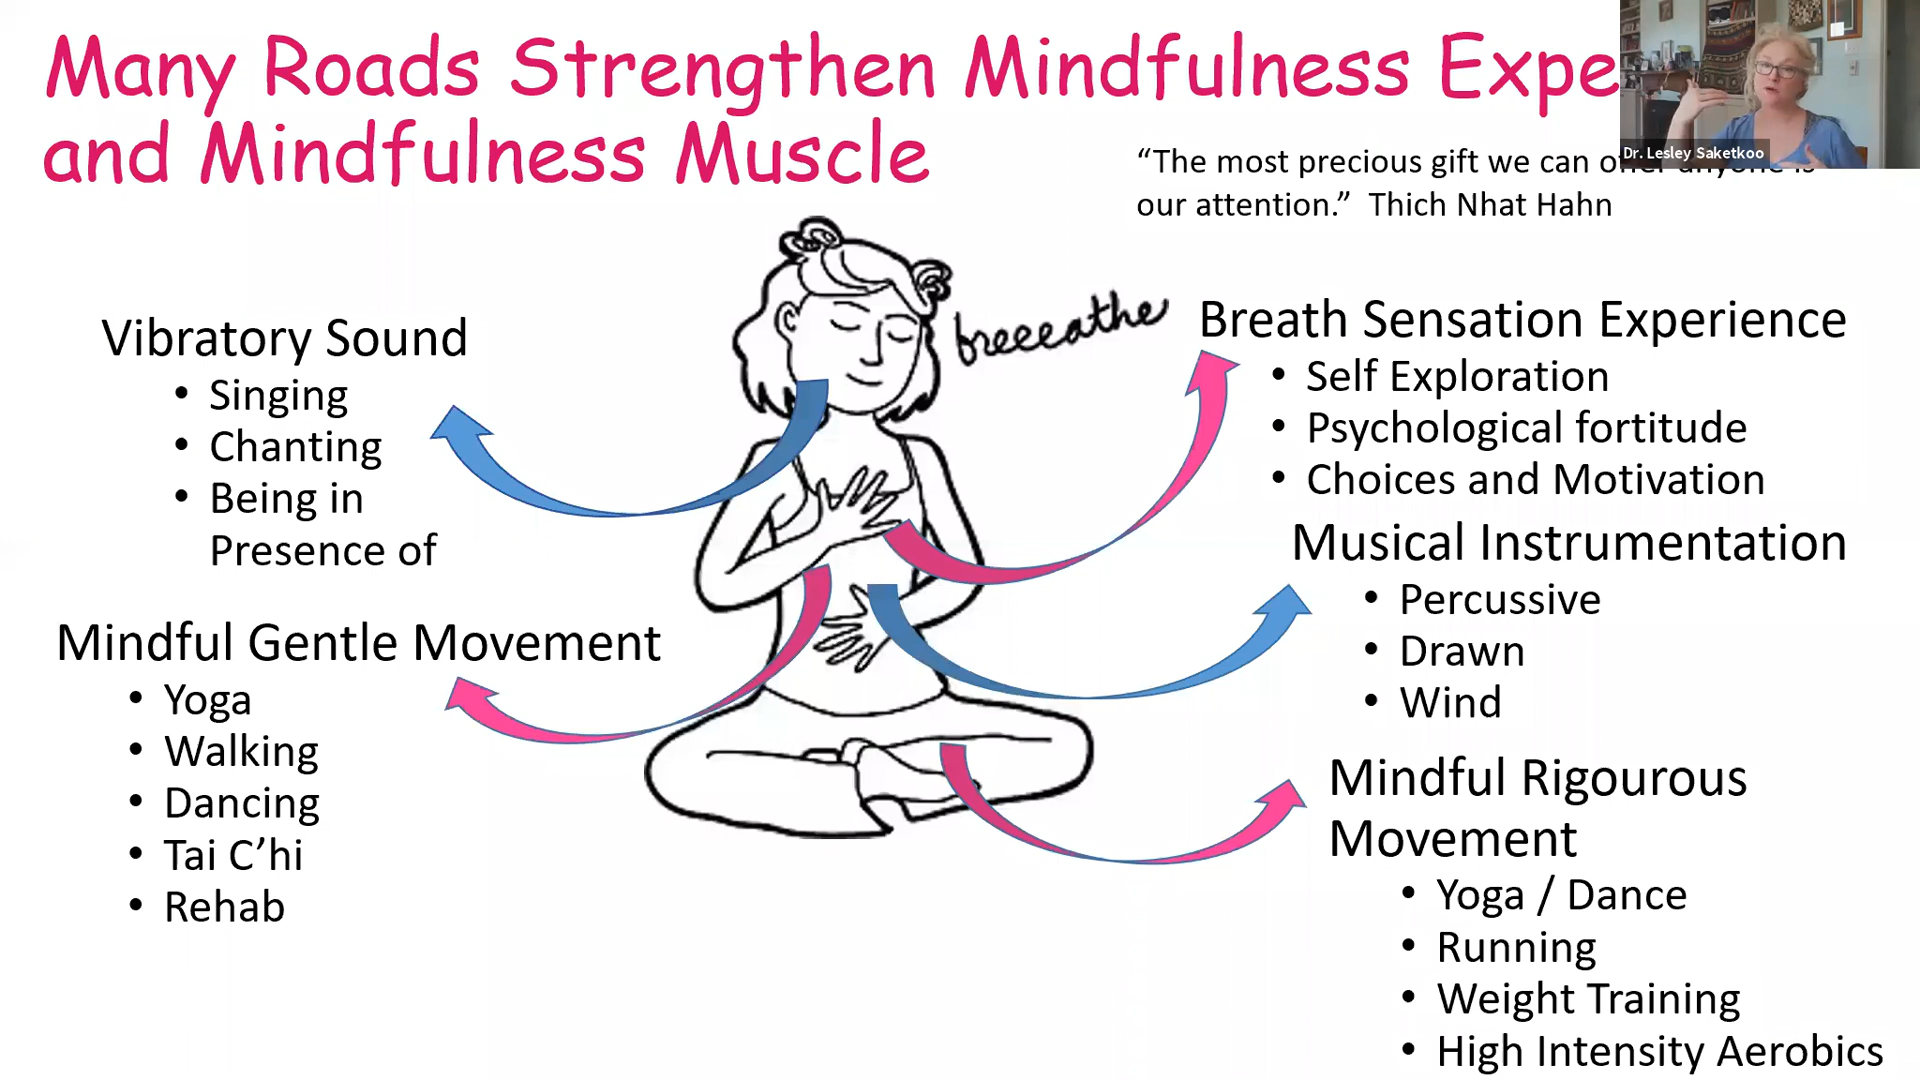 Many Roads Strengthen Mindfulness Expe
and Mindfulness Muscle
Dr. Lesley Saketkoo
“The most precious gift we can offer anyone is
our attention.” Thich Nhat Hahn
breeeathe
Vibratory Sound
• Singing
• Chanting
• Being in
Presence of
Mindful Gentle Movement
• Yoga
• Walking
• Dancing
• Tai C’hi
• Rehab
Breath Sensation Experience
• Self Exploration
• Psychological fortitude
• Choices and Motivation
Musical Instrumentation
• Percussive
• Drawn
• Wind
Mindful Rigourous
Movement
• Yoga / Dance
• Running
• Weight Training
• High Intensity Aerobics